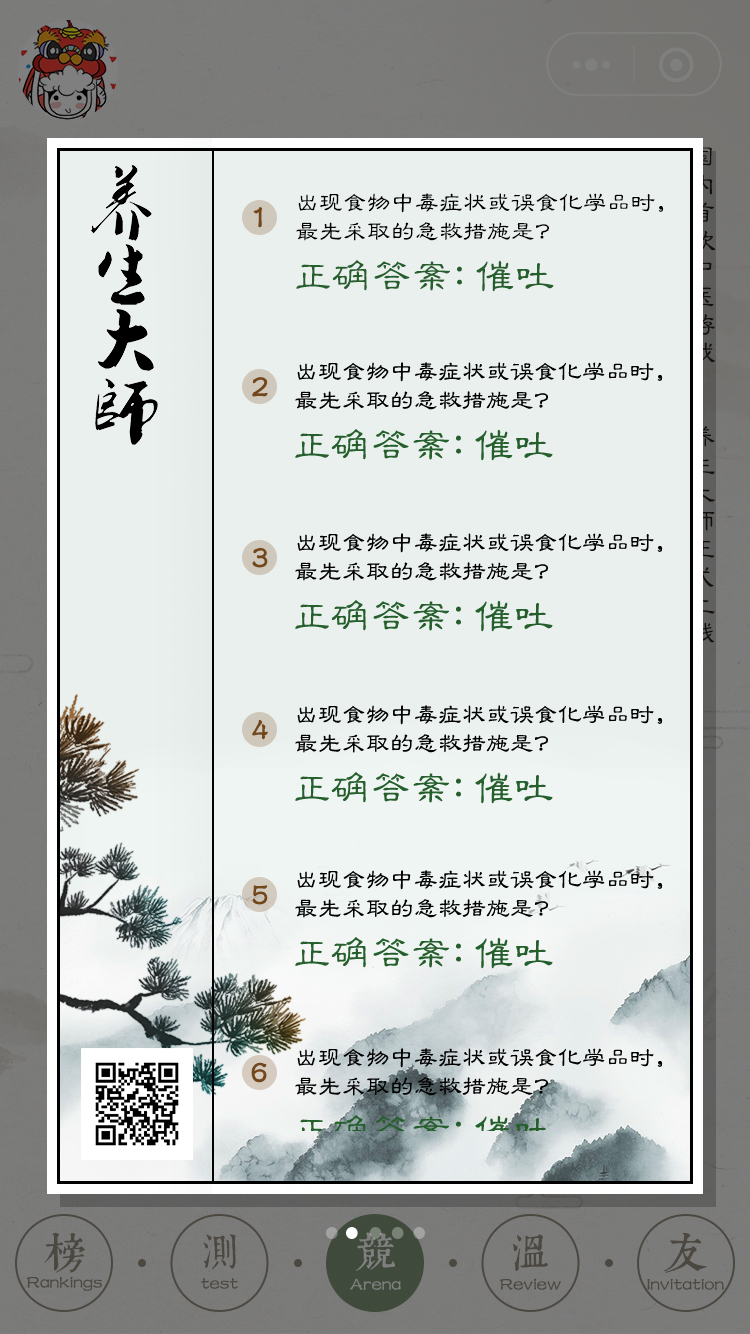 养生大師
1
出现食物中毒症状或误食化学品时，
最先采取的急救措施是？
正确答案：催吐
2
出现食物中毒症状或误食化学品时，
最先采取的急救措施是？
正确答案：催吐
3
出现食物中毒症状或误食化学品时，
最先采取的急救措施是？
正确答案：催吐
4
出现食物中毒症状或误食化学品时，
最先采取的急救措施是？
正确答案：催吐
5
出现食物中毒症状或误食化学品时，
最先采取的急救措施是？
正确答案：催吐
6
出现食物中毒症状或误食化学品时，
最先采取的急救措施是？
正确答案：催吐
榜
Rankings
測
test
競
Arena
溫
Review
友
Invitation